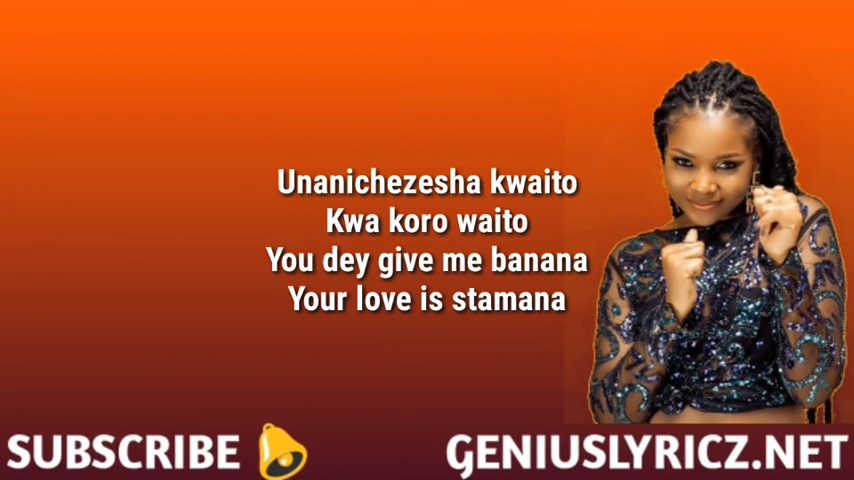 Unanichezesha kwaito
Kwa koro waito
You dey give me banana
Your love is stamana
SUBSCRIBE
GENIUSLYRICZ.NET